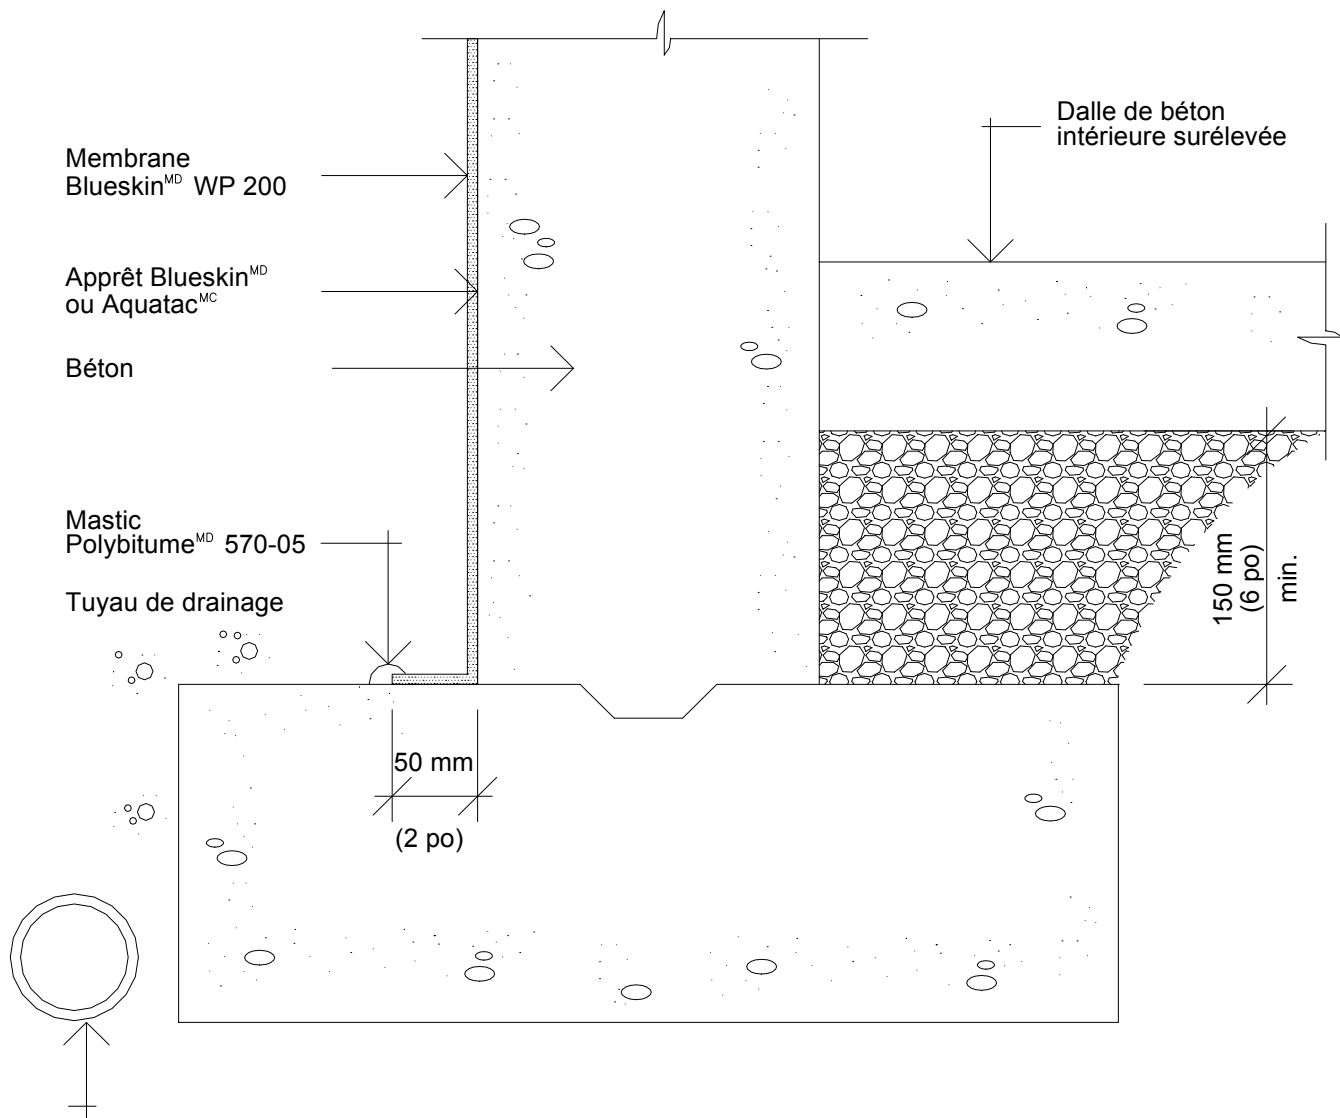 Dalle de béton
intérieure surélevée
Membrane
Blueskin MD WP 200
Apprêt Blueskin MD
ou Aquatac MC
Béton
Mastic
Polybitume MD 570-05
Tuyau de drainage
150 mm
(6 po)
min.
50 mm
(2 po)